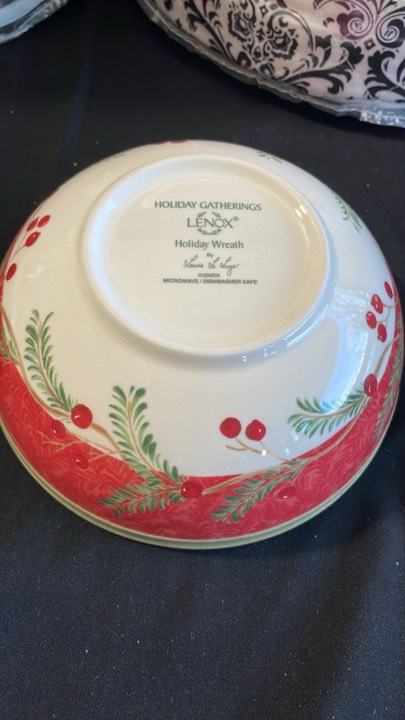 HOLIDAY GATHERINGS
LENOX®
Holiday Wreath
BY
©LENOX
MICROWAVE / DISHWASHER SAFE